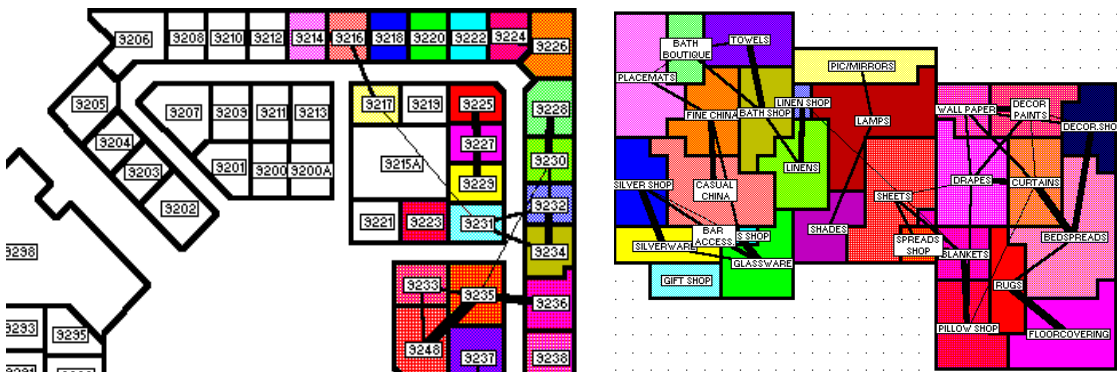 9206
9208
9210
9212
9214
9216
9218
9220
9222
9224
9226
9205
9207
9209
9211
9213
9217
9219
9225
9228
9204
9227
9203
9201
9200
9200A
9215A
9229
9230
9202
9221
9223
9231
9232
9234
9298
9233
9235
9236
9293
9295
9248
9237
9238
BATH
BOUTIQUE
TOWELS
PLACEMATS
PIC/MIRRORS
FINE CHINA
BATH SHOP
LINEN SHOP
LAMPS
WALL PAPER
DECOR
PAINTS
DECOR.SHO
LINENS
SILVER SHOP
CASUAL
CHINA
SHEETS
DRAPES
CURTAINS
BAR
ACCESS.
S SHOP
SHADES
SPREADS
SHOP
BEDSPREADS
SILVERWARE
GLASSWARE
BLANKETS
GIFT SHOP
RUGS
PILLOW SHOP
FLOORCOVERING